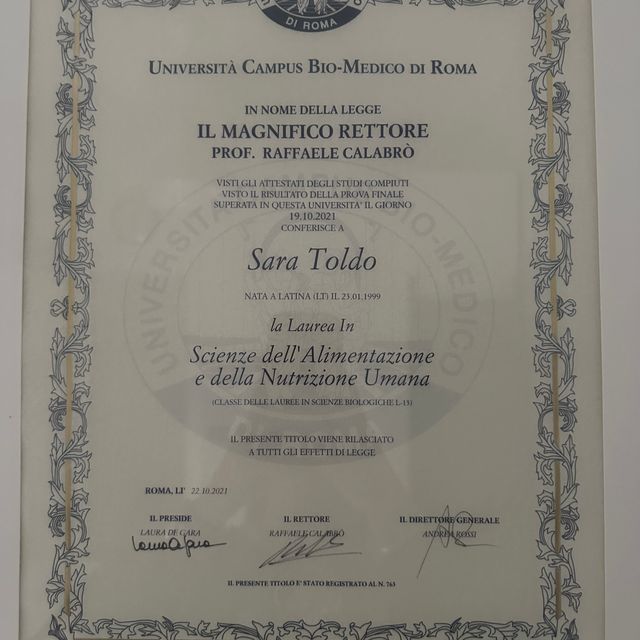 DI ROMA
UNIVERSITÀ CAMPUS BIO-MEDICO DI ROMA
IN NOME DELLA LEGGE
IL MAGNIFICO RETTORE
PROF. RAFFAELE CALABRÒ
VISTI GLI ATTESTATI DEGLI STUDI COMPIUTI
VISTO IL RISULTATO DELLA PROVA FINALE
SUPERATA IN QUESTA UNIVERSITA' IL GIORNO
19.10.2021
CONFERISCE A
Sara Toldo
NATA A LATINA (LT) IL 23.01.1999
la Laurea In
Scienze dell'Alimentazione
e della Nutrizione Umana
(CLASSE DELLE LAUREE IN SCIENZE BIOLOGICHE L-13)
IL PRESENTE TITOLO VIENE RILASCIATO
A TUTTI GLI EFFETTI DI LEGGE
ROMA, LI' 22.10.2021
IL PRESIDE IL RETTORE IL DIRETTORE GENERALE
LAURA DE GARA RAFFAELE CALABRÒ ANDREA ROSSI
IL PRESENTE TITOLO E' STATO REGISTRATO AL N. 763